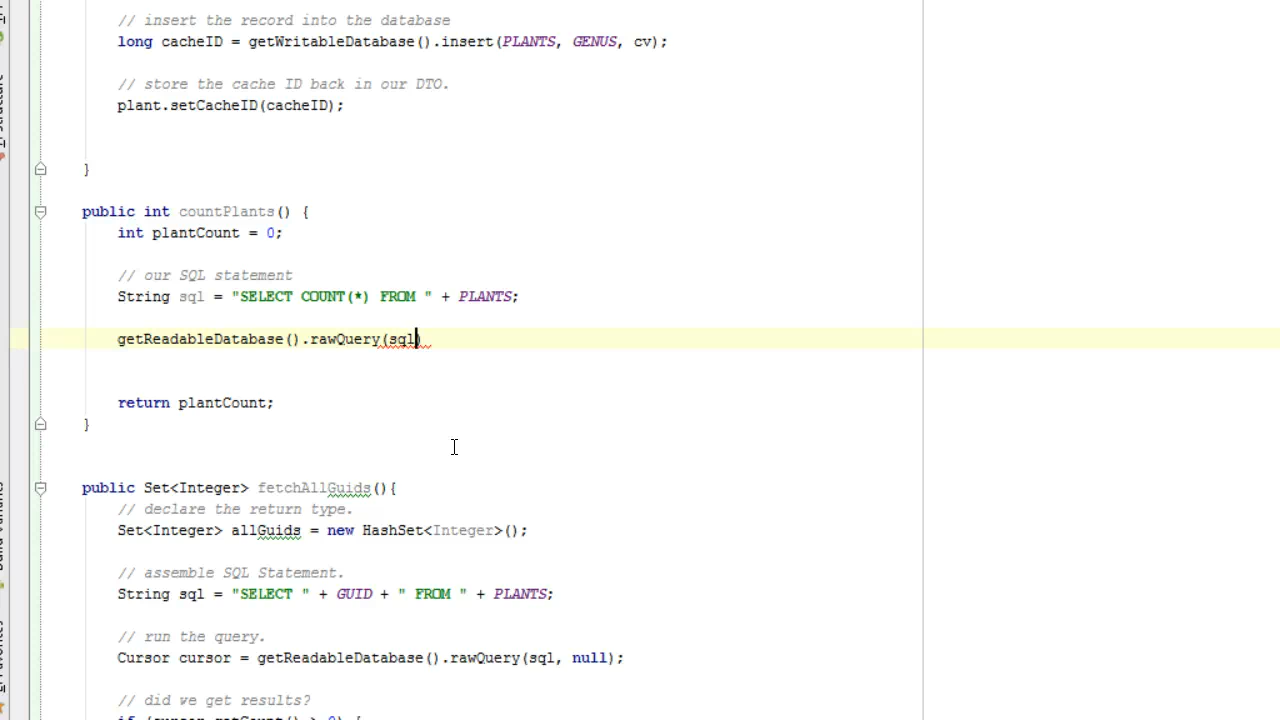 // insert the record into the database
long cacheID = getWritableDatabase().insert(PLANTS, GENUS, cv);
// store the cache ID back in our DTO.
plant.setCacheID(cacheID);
}
public int countPlants() {
int plantCount = 0;
// our SQL statement
String sql = "SELECT COUNT(*) FROM " + PLANTS;
getReadableDatabase().rawQuery(sql)
return plantCount;
}
public Set<Integer> fetchAllGuids(){
// declare the return type.
Set<Integer> allGuids = new HashSet<Integer>();
// assemble SQL Statement.
String sql = "SELECT " + GUID + " FROM " + PLANTS;
// run the query.
Cursor cursor = getReadableDatabase().rawQuery(sql, null);
// did we get results?
if (cursor.getCount() > 0) {